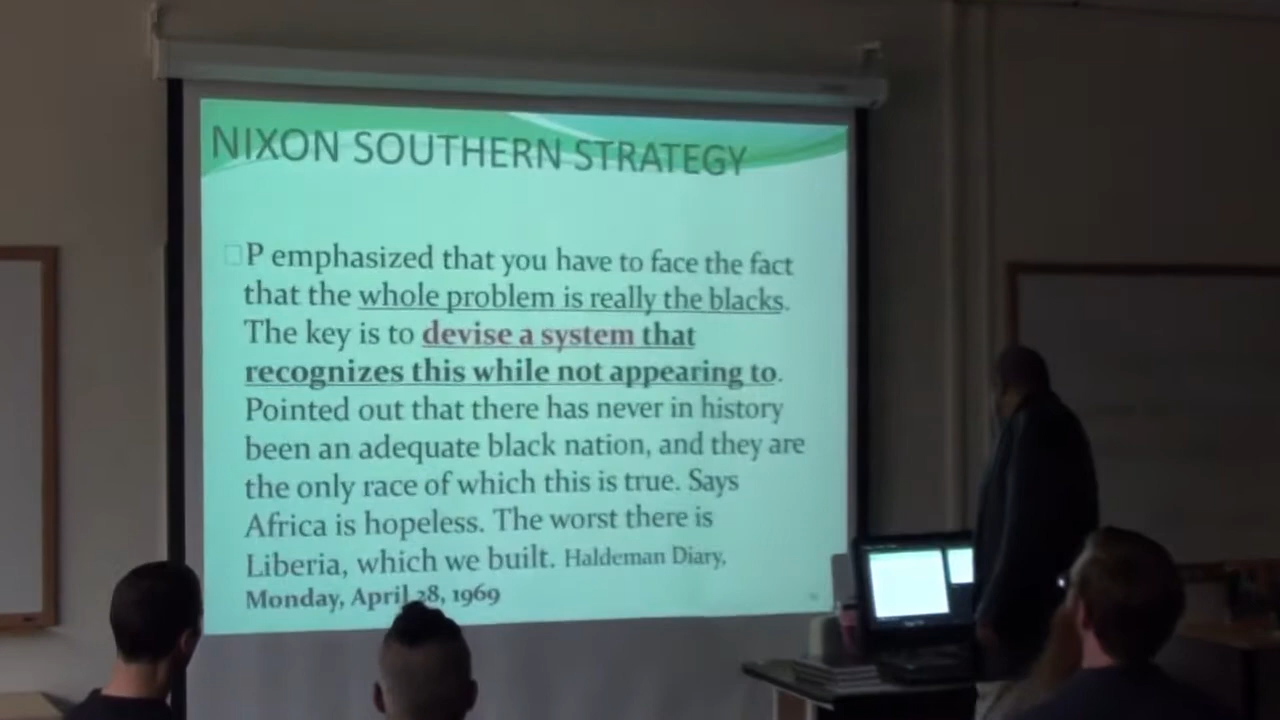 NIXON SOUTHERN STRATEGY
P emphasized that you have to face the fact
that the whole problem is really the blacks.
The key is to devise a system that
recognizes this while not appearing to.
Pointed out that there has never in history
been an adequate black nation, and they are
the only race of which this is true. Says
Africa is hopeless. The worst there is
Liberia, which we built. Haldeman Diary,
Monday, April 28, 1969